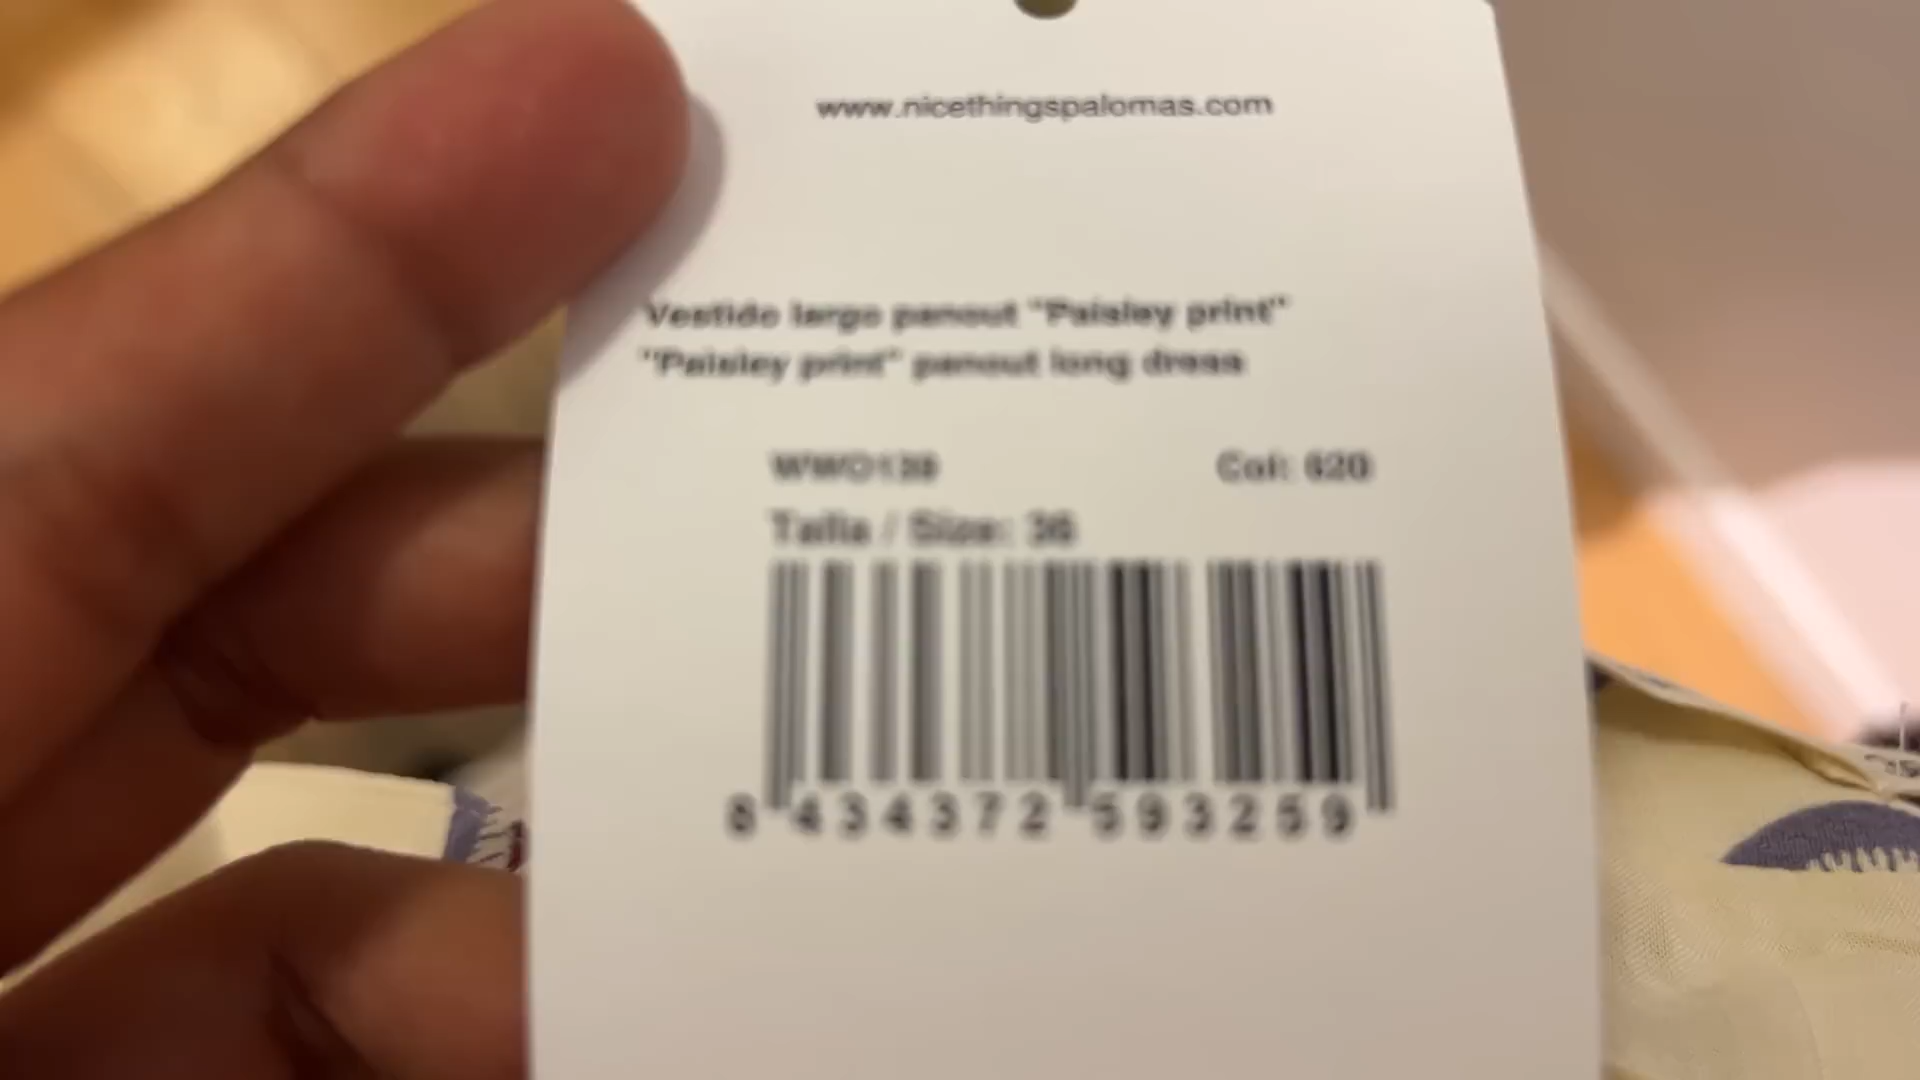 www.nicethingspalomas.com
Vestido largo panout "Paisley print"
"Paisley print" panout long dress
WWO139 Col: 620
Talla / Size: 36
8 434372 593259